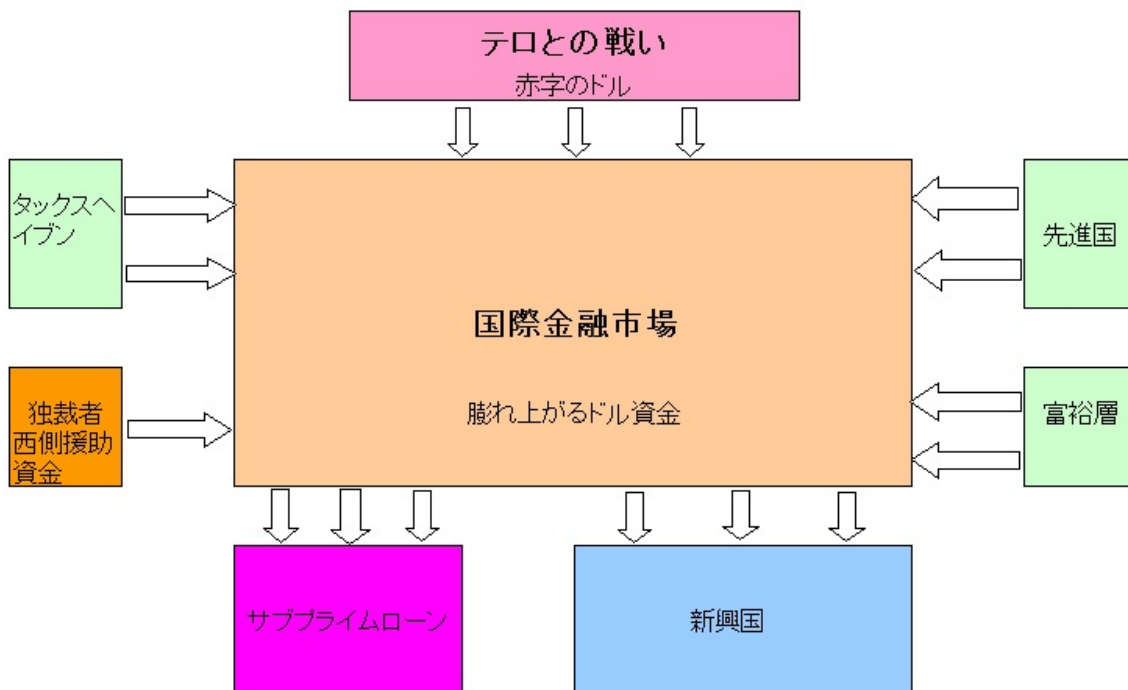 テロとの戦い
赤字のドル
タックスヘ
イブン
先進国
国際金融市場
膨れ上がるドル資金
独裁者
西側援助
資金
富裕層
サブプライムローン
新興国